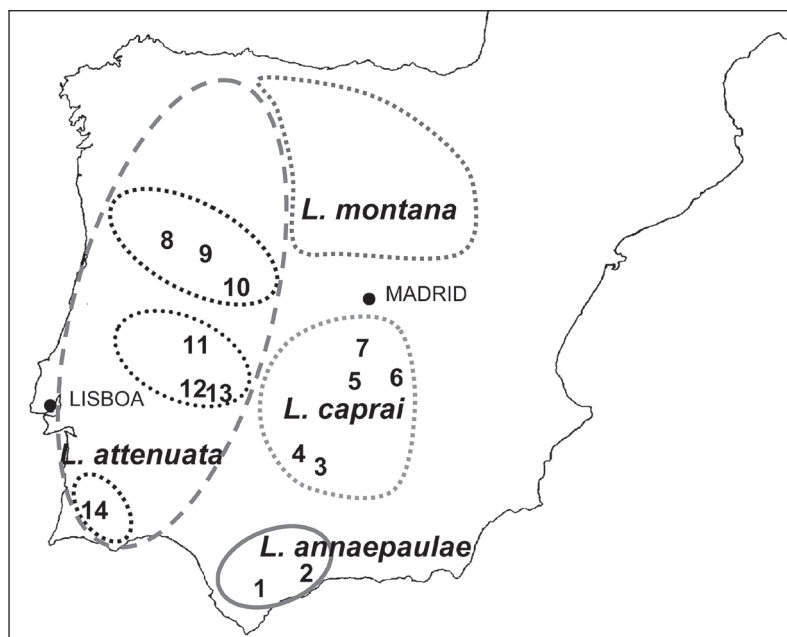 L. montana
8
9
10
MADRID
11
7
12 13
5
6
LISBOA
L. caprai
L. attenuata
4
3
14
L. annaepaulae
1
2